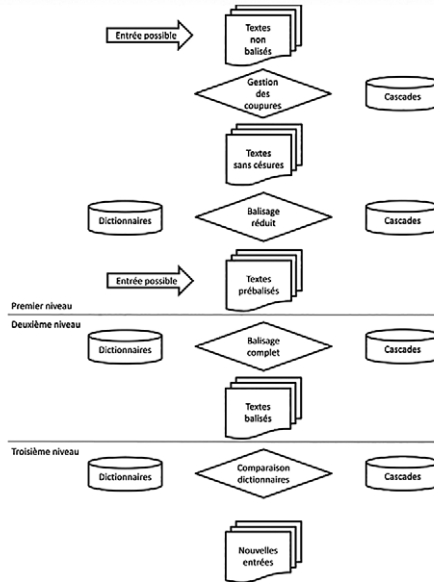 Entrée possible
Textes
non
balisés
Gestion
des
coupures
Cascades
Textes
sans césures
Dictionnaires
Balisage
réduit
Cascades
Entrée possible
Textes
prébalisés
Premier niveau
Deuxième niveau
Dictionnaires
Balisage
complet
Cascades
Textes
balisés
Troisième niveau
Dictionnaires
Comparaison
dictionnaires
Cascades
Nouvelles
entrées